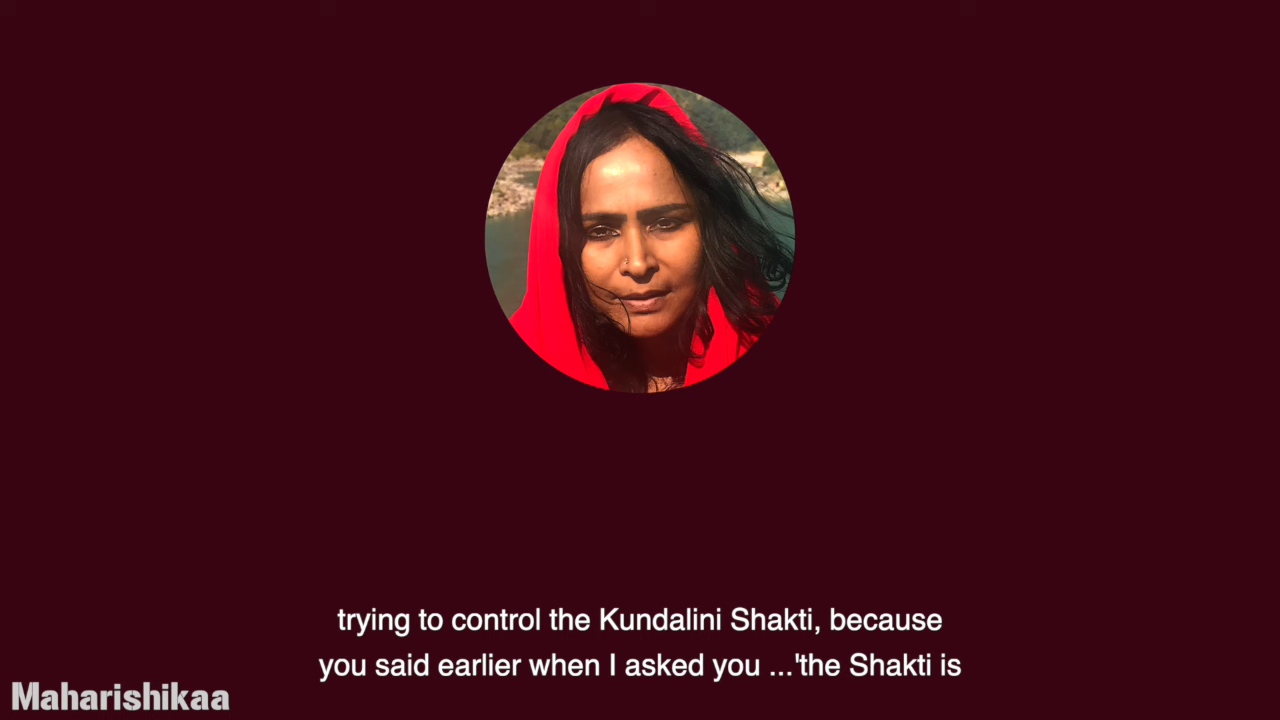 trying to control the Kundalini Shakti, because
you said earlier when I asked you ...'the Shakti is
Maharishikaa